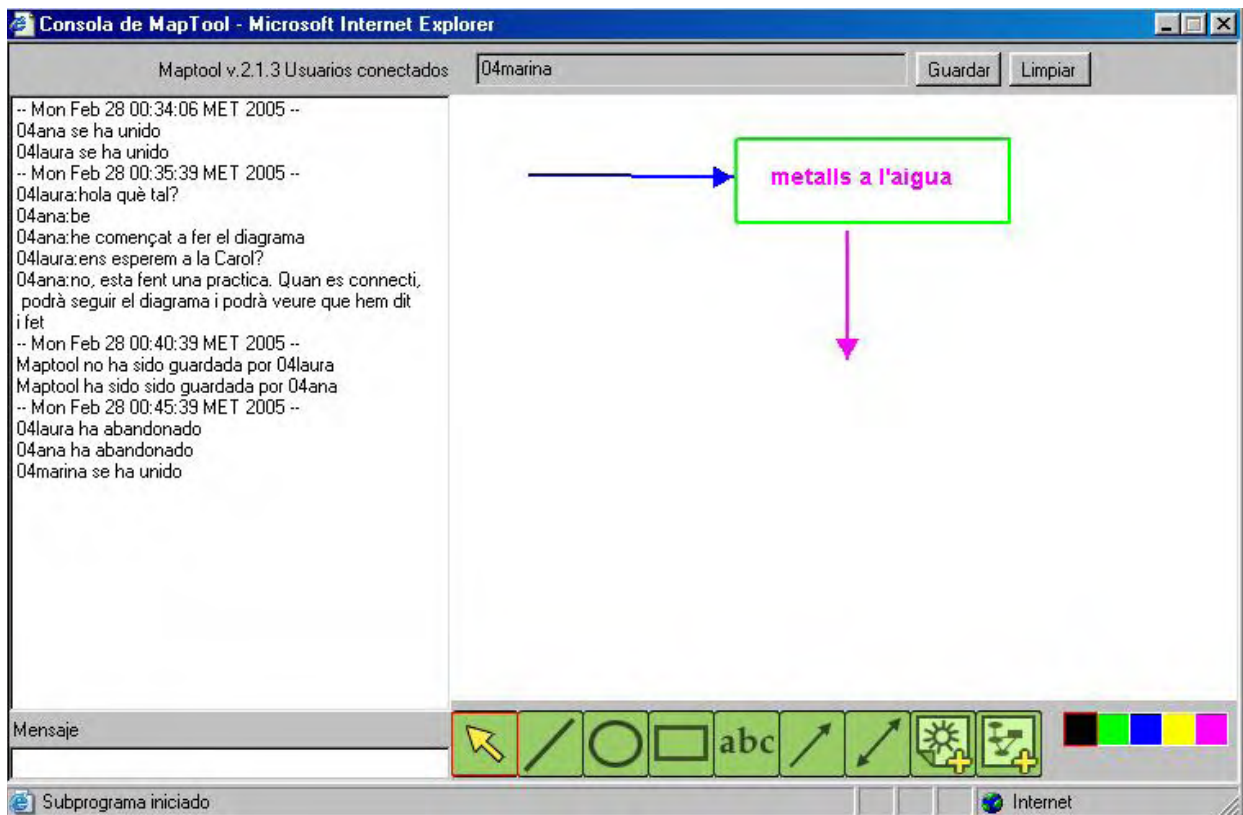 Consola de MapTool - Microsoft Internet Explorer
Maptool v.2.1.3 Usuarios conectados
04marina
Guardar
Limpiar
-- Mon Feb 28 00:34:06 MET 2005 --
04ana se ha unido
04laura se ha unido
-- Mon Feb 28 00:35:39 MET 2005 --
04laura:hola què tal?
04ana:be
04ana:he començat a fer el diagrama
04laura:ens esperem a la Carol?
04ana:no, esta fent una practica. Quan es connecti,
podrà seguir el diagrama i podrà veure que hem dit
i fet
-- Mon Feb 28 00:40:39 MET 2005 --
Maptool no ha sido guardada por 04laura
Maptool ha sido sido guardada por 04ana
-- Mon Feb 28 00:45:39 MET 2005 --
04laura ha abandonado
04ana ha abandonado
04marina se ha unido
metalls a l'aigua
Mensaje
abc
Subprograma iniciado
Internet